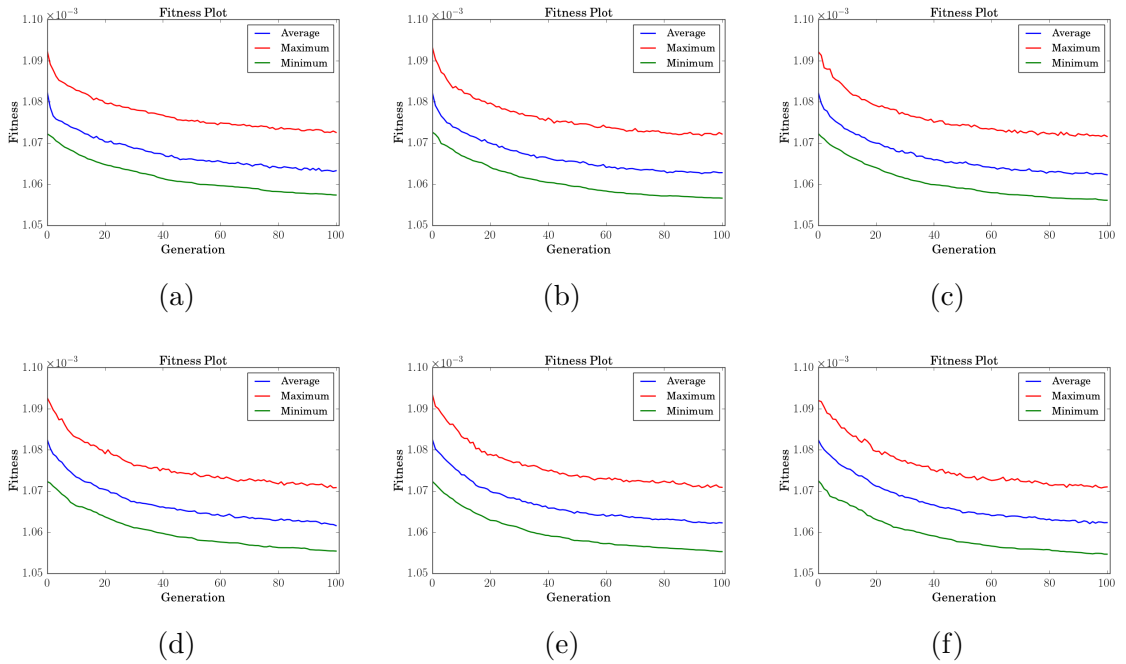 Fitness Plot
×10⁻³
1.10
1.09
1.08
1.07
1.06
1.05
Fitness
0 20 40 60 80 100
Generation
Average
Maximum
Minimum
(a)
Fitness Plot
×10⁻³
1.10
1.09
1.08
1.07
1.06
1.05
Fitness
0 20 40 60 80 100
Generation
Average
Maximum
Minimum
(b)
Fitness Plot
×10⁻³
1.10
1.09
1.08
1.07
1.06
1.05
Fitness
0 20 40 60 80 100
Generation
Average
Maximum
Minimum
(c)
Fitness Plot
×10⁻³
1.10
1.09
1.08
1.07
1.06
1.05
Fitness
0 20 40 60 80 100
Generation
Average
Maximum
Minimum
(d)
Fitness Plot
×10⁻³
1.10
1.09
1.08
1.07
1.06
1.05
Fitness
0 20 40 60 80 100
Generation
Average
Maximum
Minimum
(e)
Fitness Plot
×10⁻³
1.10
1.09
1.08
1.07
1.06
1.05
Fitness
0 20 40 60 80 100
Generation
Average
Maximum
Minimum
(f)